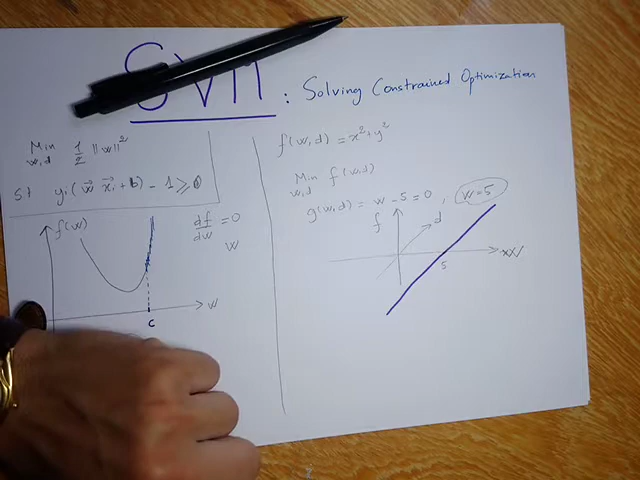 SVM : Solving Constrained Optimization
Min
w,d
1/2 ||w||²
s.t yᵢ(w⃗ x⃗ᵢ + b) - 1 ≥ 0
f(w)
df/dw = 0
w
w
c
f(w,d) = x² + y²
Min f(w,d)
w,d
g(w,d) = w - 5 = 0 , w=5
f
d
5